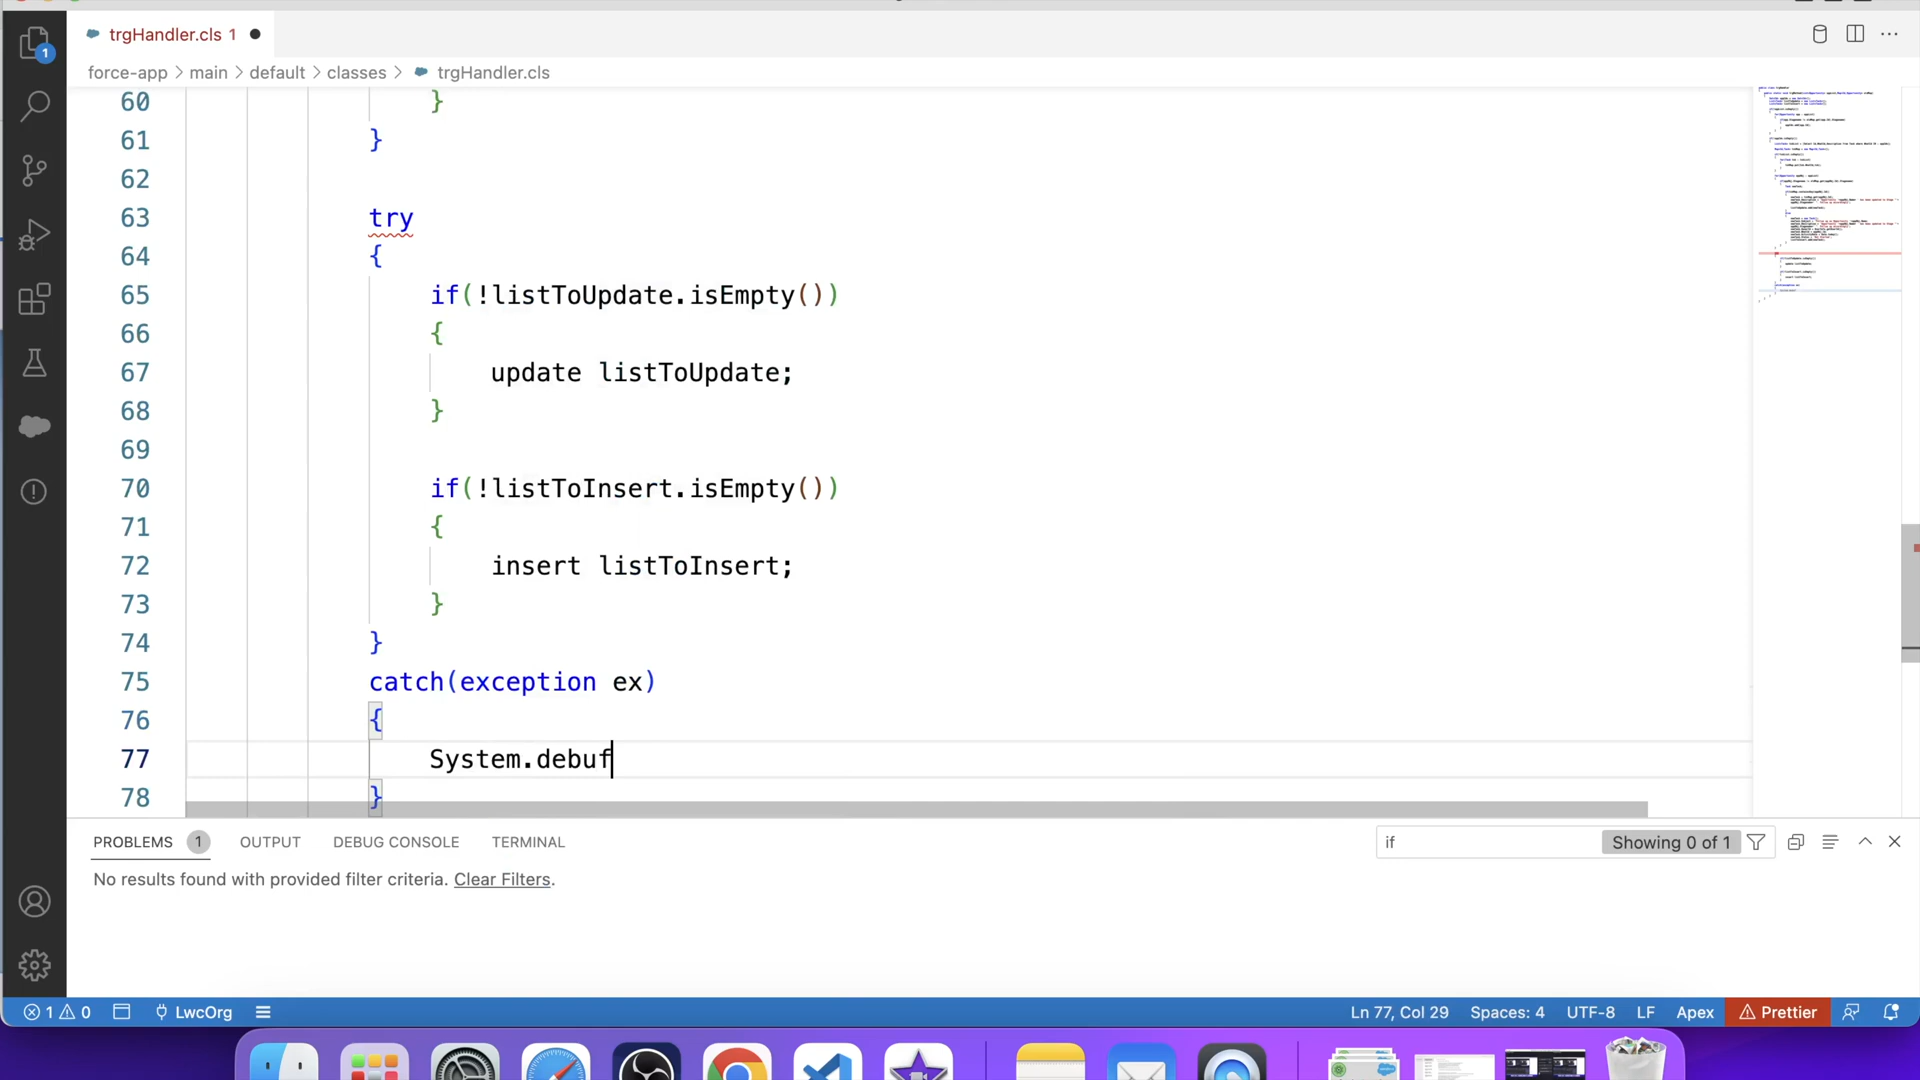 trgHandler.cls 1
force-app > main > default > classes > trgHandler.cls
1
60 }
61 }
62
63 try
64 {
65 if(!listToUpdate.isEmpty())
66 {
67 update listToUpdate;
68 }
69
70 if(!listToInsert.isEmpty())
71 {
72 insert listToInsert;
73 }
74 }
75 catch(exception ex)
76 {
77 System.debuf
78 }
PROBLEMS 1 OUTPUT DEBUG CONSOLE TERMINAL if Showing 0 of 1
No results found with provided filter criteria. Clear Filters.
1 0 LwcOrg Ln 77, Col 29 Spaces: 4 UTF-8 LF Apex Prettier